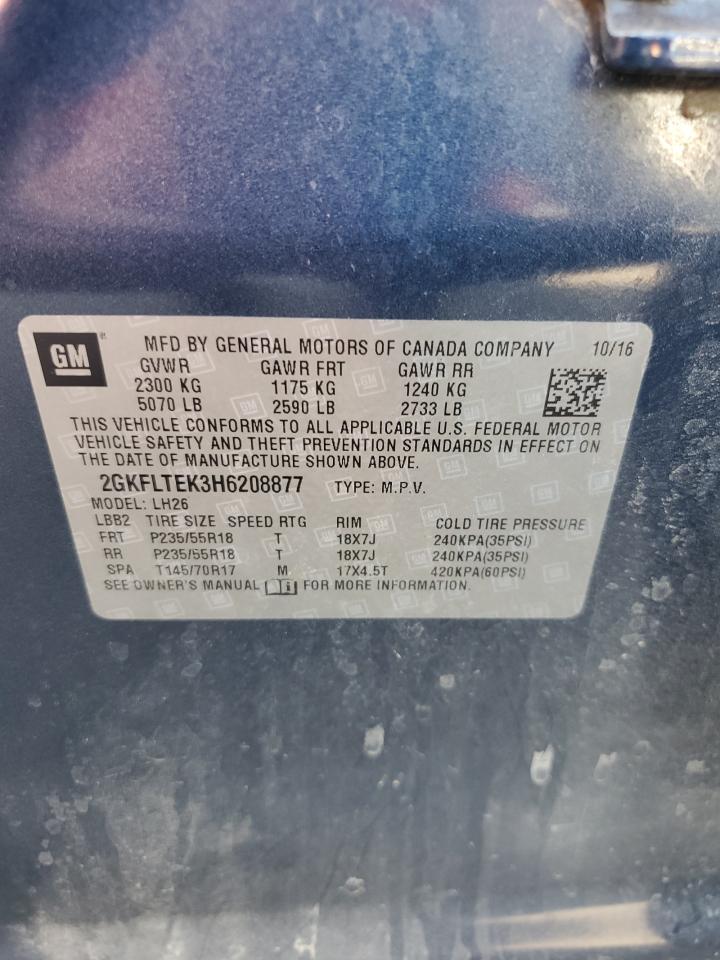 GM
MFD BY GENERAL MOTORS OF CANADA COMPANY 10/16
GVWR GAWR FRT GAWR RR
2300 KG 1175 KG 1240 KG
5070 LB 2590 LB 2733 LB
THIS VEHICLE CONFORMS TO ALL APPLICABLE U.S. FEDERAL MOTOR
VEHICLE SAFETY AND THEFT PREVENTION STANDARDS IN EFFECT ON
THE DATE OF MANUFACTURE SHOWN ABOVE.
2GKFLTEK3H6208877 TYPE: M.P.V.
MODEL: LH26
LBB2 TIRE SIZE SPEED RTG RIM COLD TIRE PRESSURE
FRT P235/55R18 T 18X7J 240KPA(35PSI)
RR P235/55R18 T 18X7J 240KPA(35PSI)
SPA T145/70R17 M 17X4.5T 420KPA(60PSI)
SEE OWNER'S MANUAL FOR MORE INFORMATION.